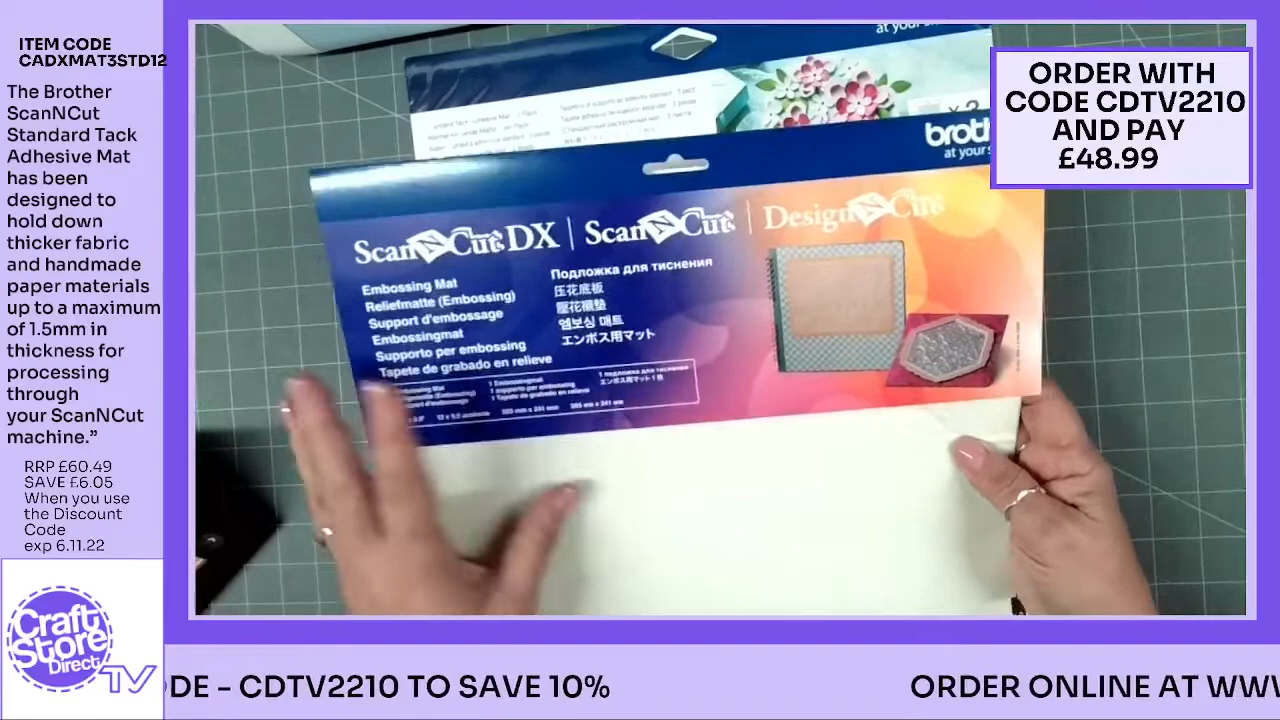 ITEM CODE
CADXMAT3STD12
The Brother
ScanNCut
Standard Tack
Adhesive Mat
has been
designed to
hold down
thicker fabric
and handmade
paper materials
up to a maximum
of 1.5mm in
thickness for
processing
through
your ScanNCut
machine.”
RRP £60.49
SAVE £6.05
When you use
the Discount
Code
exp 6.11.22
Craft
Store
Direct
TV
at your
ORDER WITH
CODE CDTV2210
AND PAY
£48.99
broth
at your s
ScanNCut DX | ScanNCut | DesignNCut
Embossing Mat
Reliefmatte (Embossing)
Support d'embossage
Embossingmat
Supporto per embossing
Tapete de grabado en relieve
Подложка для тиснения
压花底板
壓花襯墊
엠보싱 매트
エンボス用マット
DE - CDTV2210 TO SAVE 10%
ORDER ONLINE AT WWW